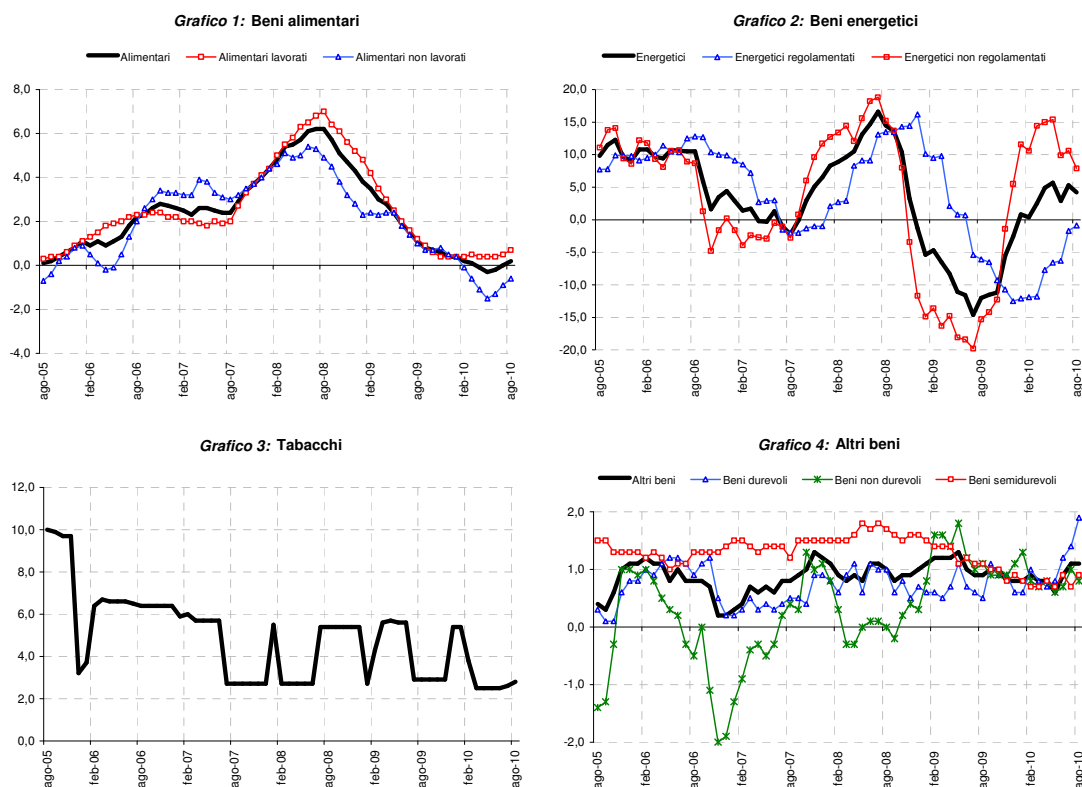 Grafico 1: Beni alimentari
Alimentari Alimentari lavorati Alimentari non lavorati
8,0
6,0
4,0
2,0
0,0
-2,0
-4,0
ago-05 feb-06 ago-06 feb-07 ago-07 feb-08 ago-08 feb-09 ago-09 feb-10 ago-10
Grafico 2: Beni energetici
Energetici Energetici regolamentati Energetici non regolamentati
20,0
15,0
10,0
5,0
0,0
-5,0
-10,0
-15,0
-20,0
ago-05 feb-06 ago-06 feb-07 ago-07 feb-08 ago-08 feb-09 ago-09 feb-10 ago-10
Grafico 3: Tabacchi
12,0
10,0
8,0
6,0
4,0
2,0
0,0
ago-05 feb-06 ago-06 feb-07 ago-07 feb-08 ago-08 feb-09 ago-09 feb-10 ago-10
Grafico 4: Altri beni
Altri beni Beni durevoli Beni non durevoli Beni semidurevoli
2,0
1,0
0,0
-1,0
-2,0
ago-05 feb-06 ago-06 feb-07 ago-07 feb-08 ago-08 feb-09 ago-09 feb-10 ago-10